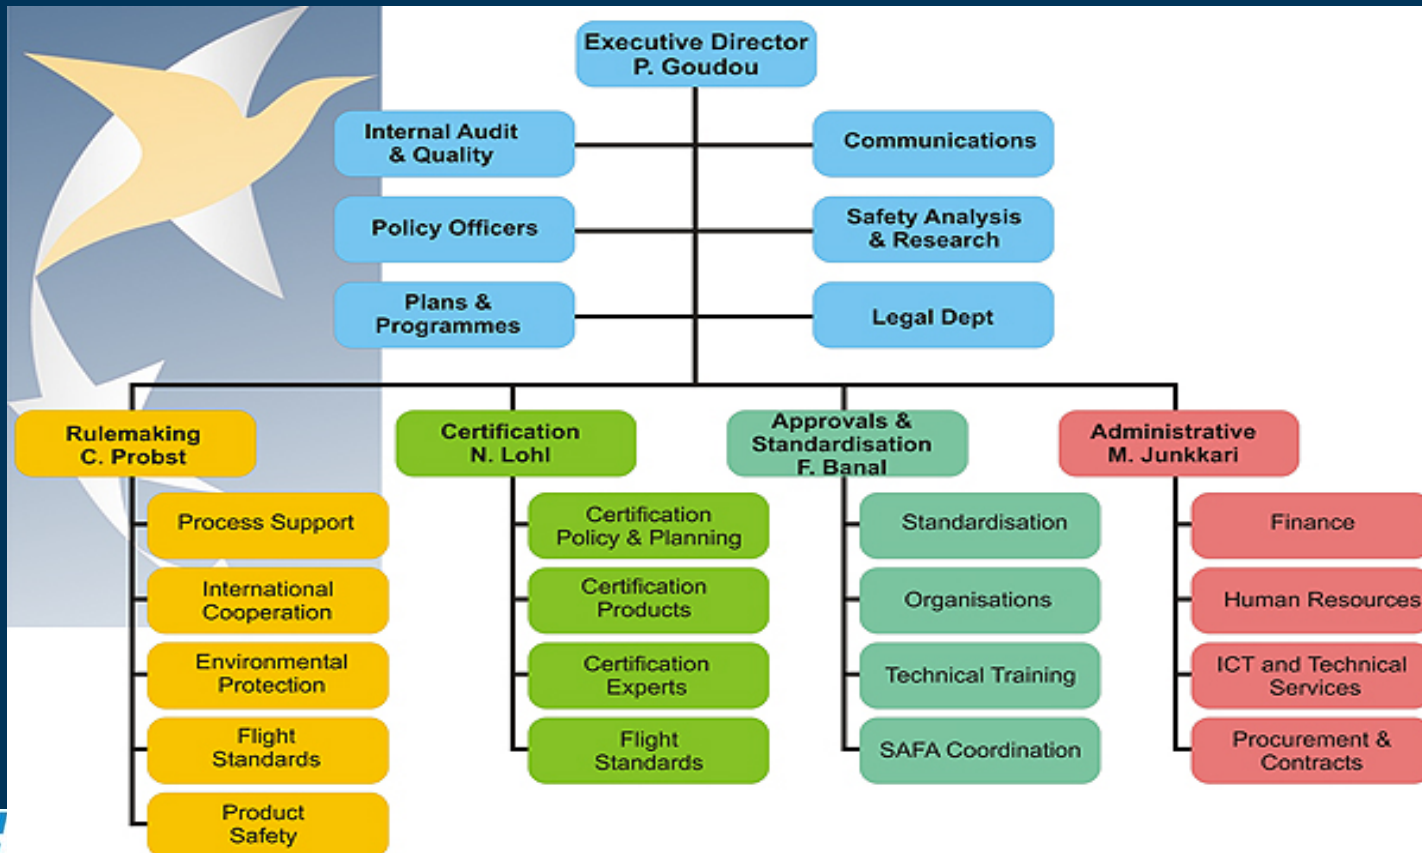 Executive Director
P. Goudou
Internal Audit
& Quality
Communications
Policy Officers
Safety Analysis
& Research
Plans &
Programmes
Legal Dept
Rulemaking
C. Probst
Certification
N. Lohl
Approvals &
Standardisation
F. Banal
Administrative
M. Junkkari
Process Support
International
Cooperation
Environmental
Protection
Flight
Standards
Product
Safety
Certification
Policy & Planning
Certification
Products
Certification
Experts
Flight
Standards
Standardisation
Organisations
Technical Training
SAFA Coordination
Finance
Human Resources
ICT and Technical
Services
Procurement &
Contracts